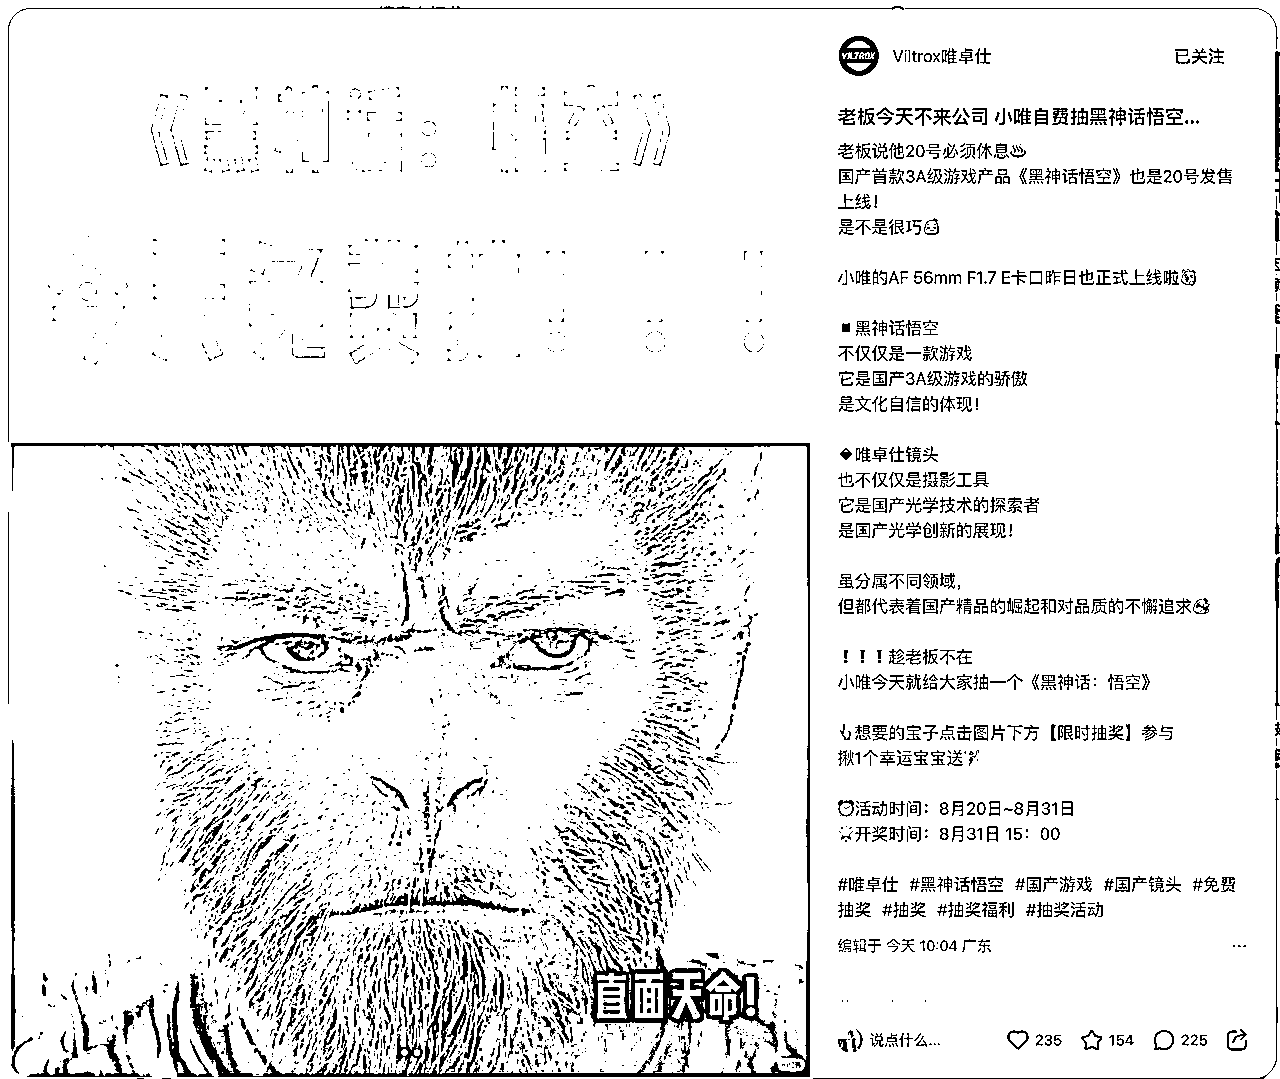 《黑神话：悟空》
直面天命！
VILTROX
Viltrox唯卓仕
已关注
老板今天不来公司 小唯自费抽黑神话悟空...
老板说他20号必须休息♨
国产首款3A级游戏产品《黑神话悟空》也是20号发售
上线！
是不是很巧
小唯的AF 56mm F1.7 E卡口昨日也正式上线啦
▪黑神话悟空
不仅仅是一款游戏
它是国产3A级游戏的骄傲
是文化自信的体现！
◆唯卓仕镜头
也不仅仅是摄影工具
它是国产光学技术的探索者
是国产光学创新的展现！
虽分属不同领域，
但都代表着国产精品的崛起和对品质的不懈追求
！！！趁老板不在
小唯今天就给大家抽一个《黑神话：悟空》
想要的宝子点击图片下方【限时抽奖】参与
揪1个幸运宝宝送
⏰活动时间：8月20日~8月31日
开奖时间：8月31日 15：00
#唯卓仕 #黑神话悟空 #国产游戏 #国产镜头 #免费
抽奖 #抽奖 #抽奖福利 #抽奖活动
编辑于 今天 10:04 广东
...
说点什么...
235
154
225